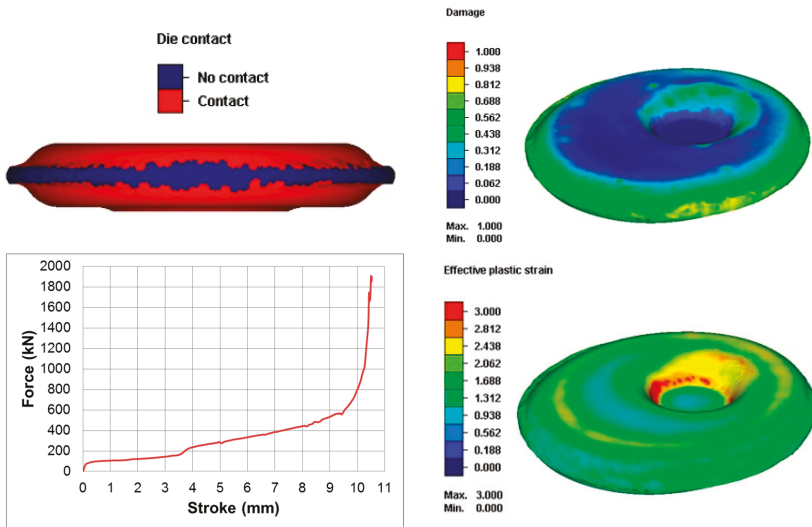 Die contact
No contact
Contact
Damage
1.000
0.938
0.812
0.688
0.562
0.438
0.312
0.188
0.062
0.000
Max. 1.000
Min. 0.000
2000
1800
1600
1400
1200
1000
800
600
400
200
0
Force (kN)
0 1 2 3 4 5 6 7 8 9 10 11
Stroke (mm)
Effective plastic strain
3.000
2.812
2.438
2.062
1.688
1.312
0.938
0.562
0.188
0.000
Max. 3.000
Min. 0.000